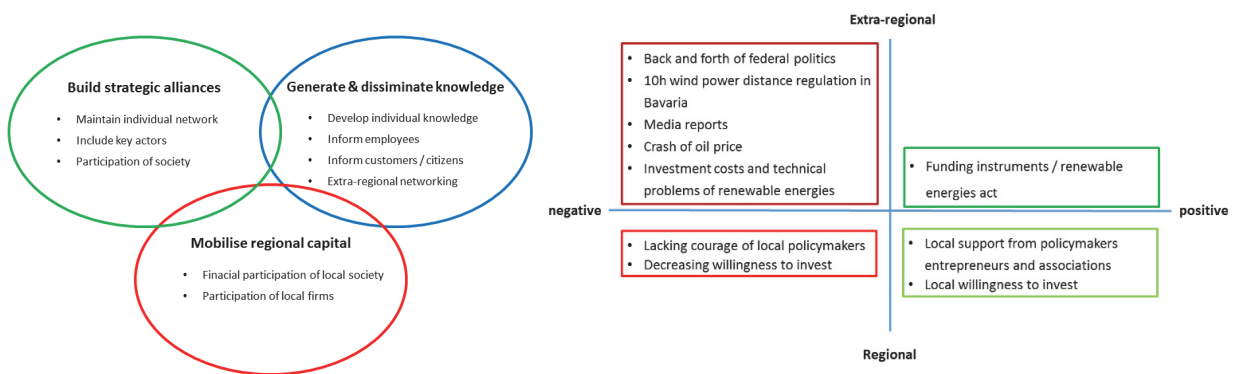 Build strategic alliances
• Maintain individual network
• Include key actors
• Participation of society
Generate & dissiminate knowledge
• Develop individual knowledge
• Inform employees
• Inform customers / citizens
• Extra-regional networking
Mobilise regional capital
• Finacial participation of local society
• Participation of local firms
Extra-regional
• Back and forth of federal politics
• 10h wind power distance regulation in
Bavaria
• Media reports
• Crash of oil price
• Investment costs and technical
problems of renewable energies
• Funding instruments / renewable
energies act
negative
positive
• Lacking courage of local policymakers
• Decreasing willingness to invest
• Local support from policymakers
entrepreneurs and associations
• Local willingness to invest
Regional